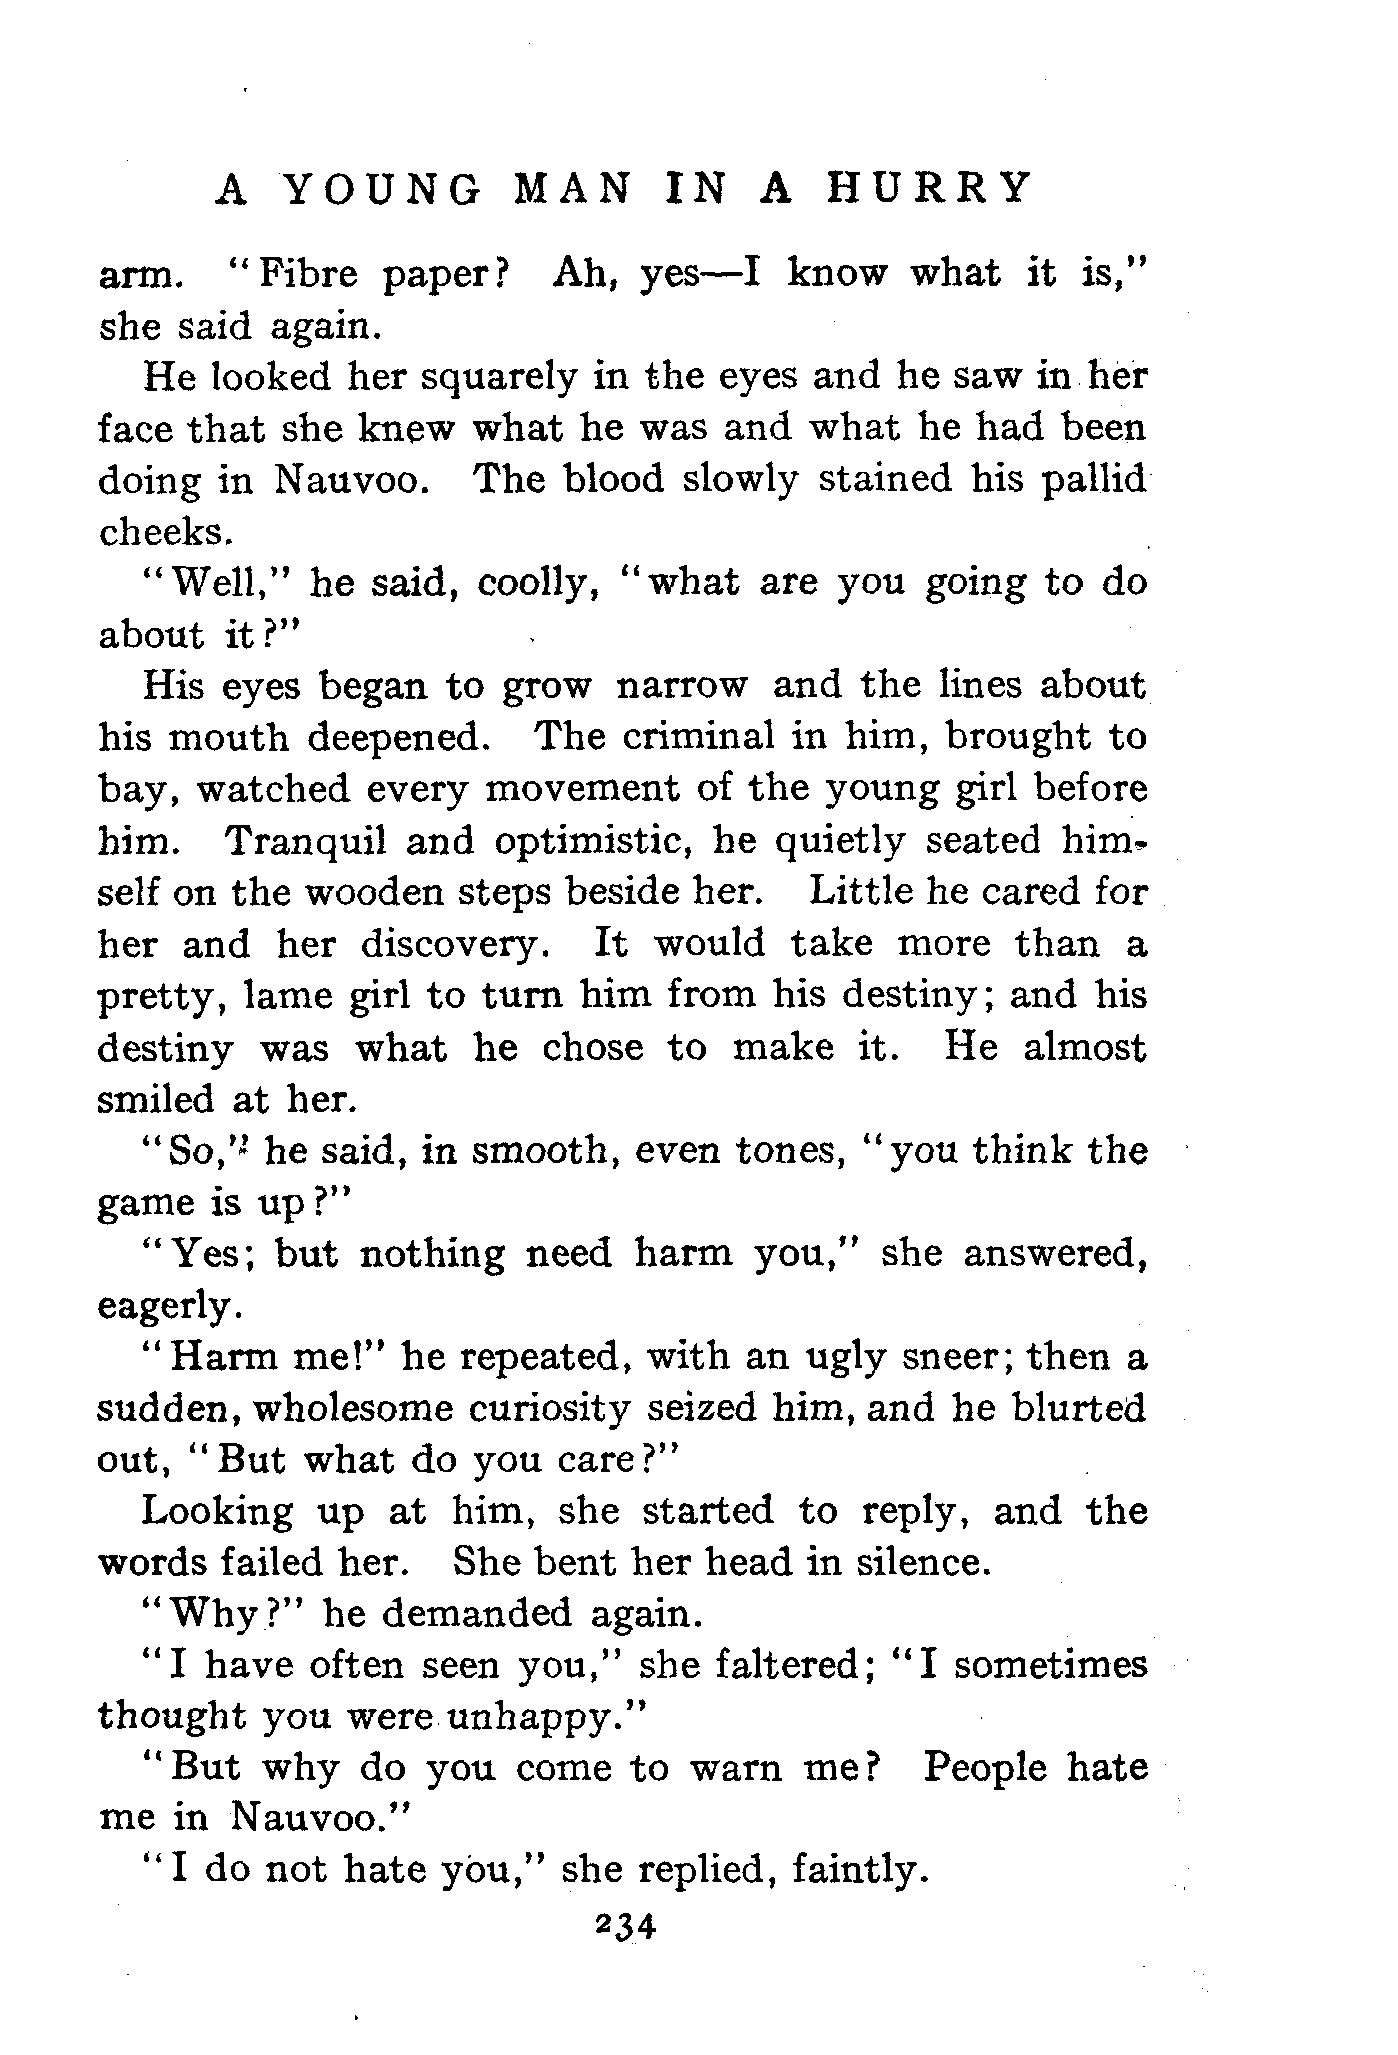 A YOUNG MAN IN A HURRY
arm. "Fibre paper? Ah, yes—I know what it is,"
she said again.
He looked her squarely in the eyes and he saw in her
face that she knew what he was and what he had been
doing in Nauvoo. The blood slowly stained his pallid
cheeks.
"Well," he said, coolly, "what are you going to do
about it?"
His eyes began to grow narrow and the lines about
his mouth deepened. The criminal in him, brought to
bay, watched every movement of the young girl before
him. Tranquil and optimistic, he quietly seated him-
self on the wooden steps beside her. Little he cared for
her and her discovery. It would take more than a
pretty, lame girl to turn him from his destiny; and his
destiny was what he chose to make it. He almost
smiled at her.
"So," he said, in smooth, even tones, "you think the
game is up?"
"Yes; but nothing need harm you," she answered,
eagerly.
"Harm me!" he repeated, with an ugly sneer; then a
sudden, wholesome curiosity seized him, and he blurted
out, "But what do you care?"
Looking up at him, she started to reply, and the
words failed her. She bent her head in silence.
"Why?" he demanded again.
"I have often seen you," she faltered; "I sometimes
thought you were unhappy."
"But why do you come to warn me? People hate
me in Nauvoo."
"I do not hate you," she replied, faintly.
234